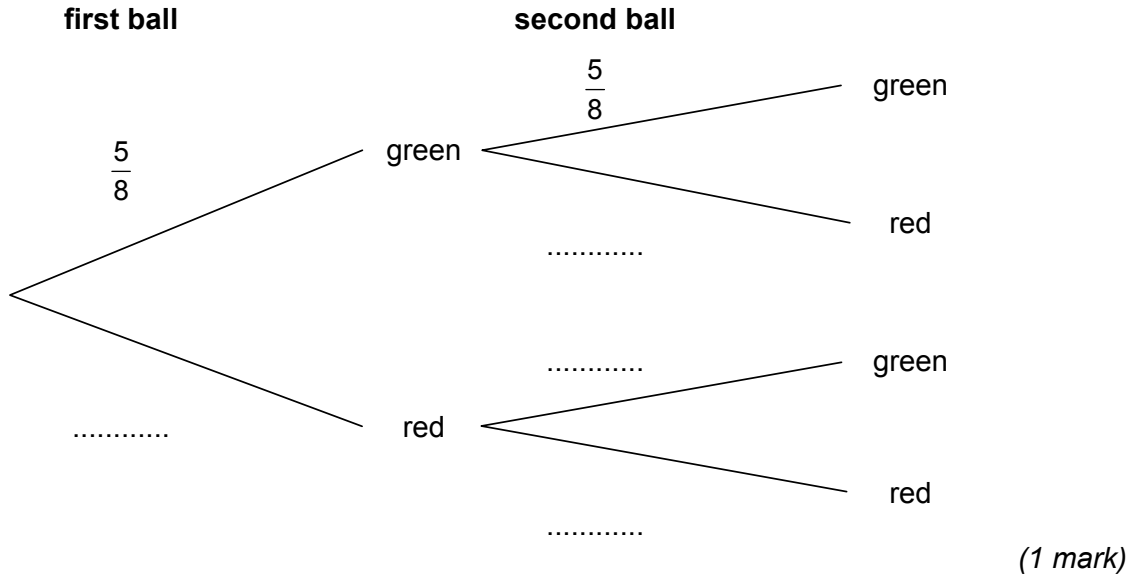 first ball second ball
5/8 green
5/8 green
red
............
............ green
............ red
red
............
(1 mark)